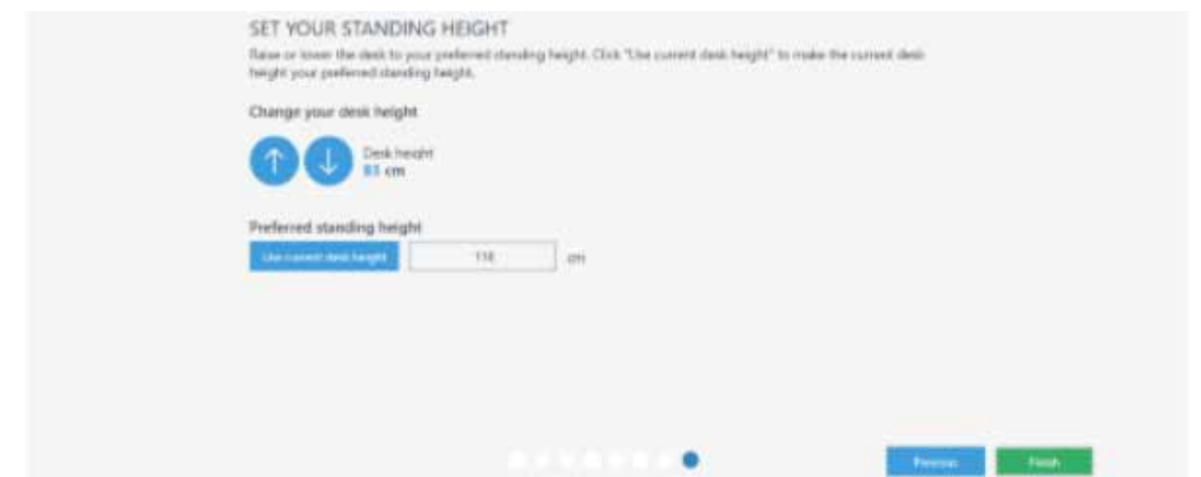 SET YOUR STANDING HEIGHT
Raise or lower the desk to your preferred standing height. Click "Use current desk height" to make the current desk
height your preferred standing height.
Change your desk height
Desk height
cm
Preferred standing height
Use current desk height cm
Previous Finish